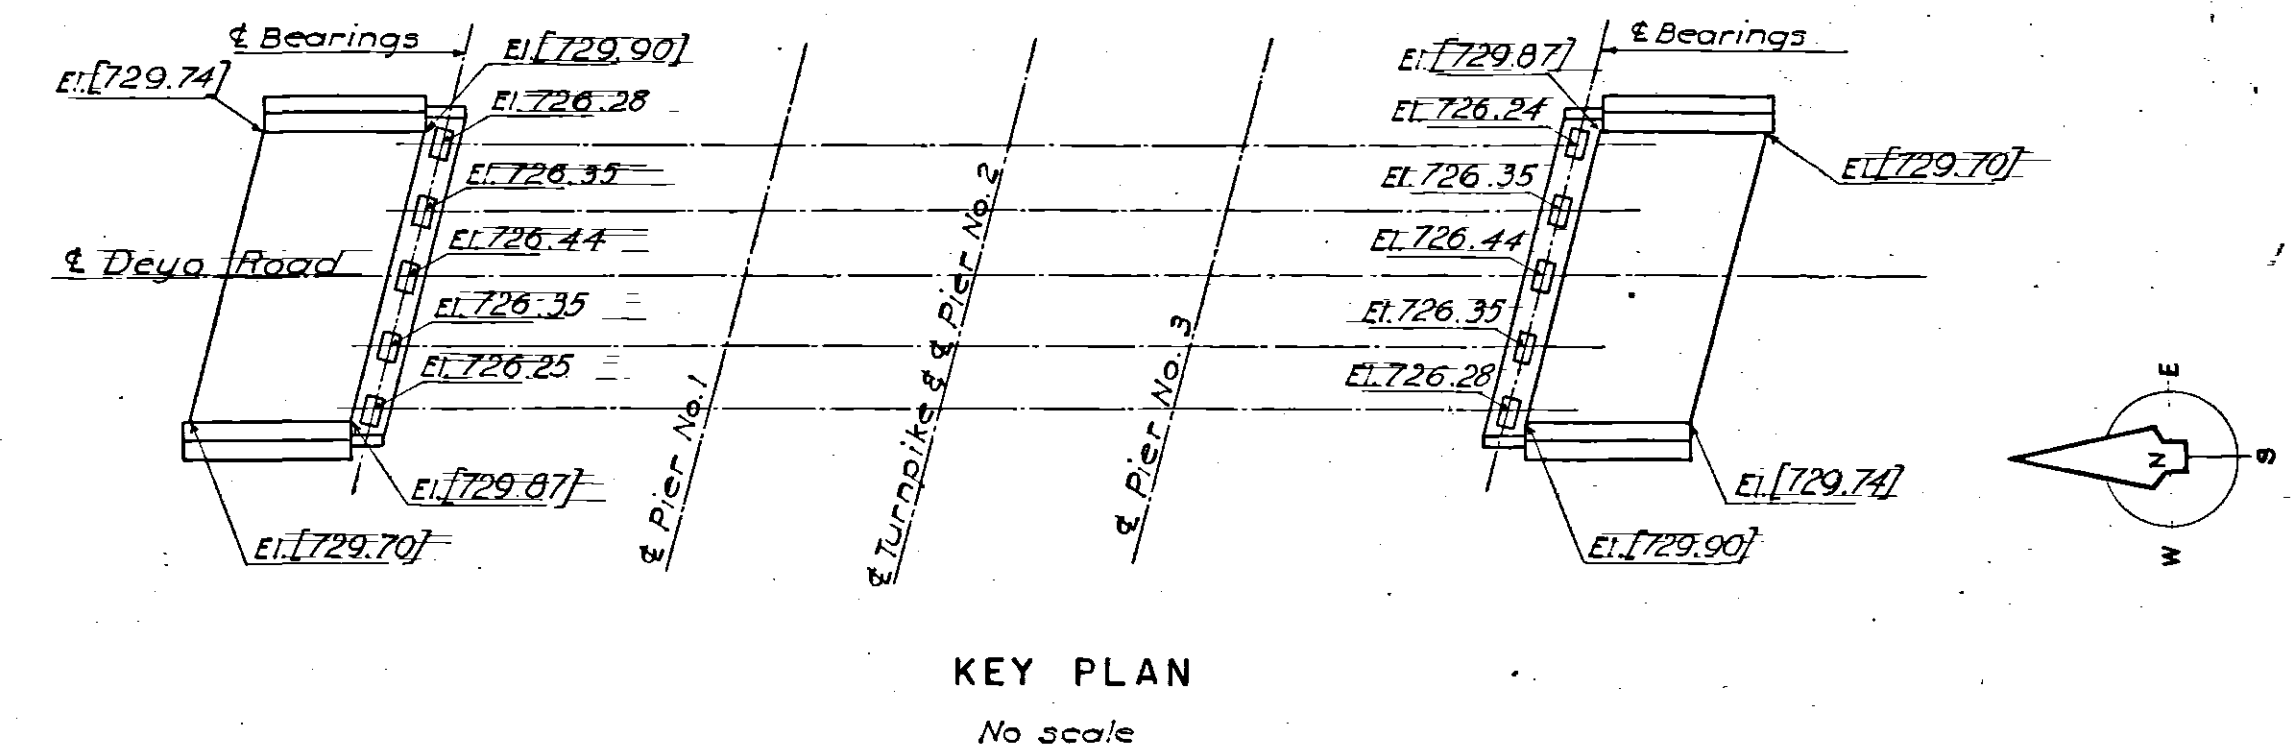 ℄ Bearings
El.[729.74]
El.[729.90]
El.726.28
El.726.35
El.726.44
℄ Deyo Road
El.726.35
El.726.25
El.[729.87]
El.[729.70]
℄ Pier No.1
℄ Turnpike & ℄ Pier No.2
℄ Pier No.3
℄ Bearings
El.[729.87]
El.726.24
El.726.35
El.726.44
El.726.35
El.726.28
El.[729.70]
El.[729.74]
El.[729.90]
E
N
S
W
KEY PLAN
No scale